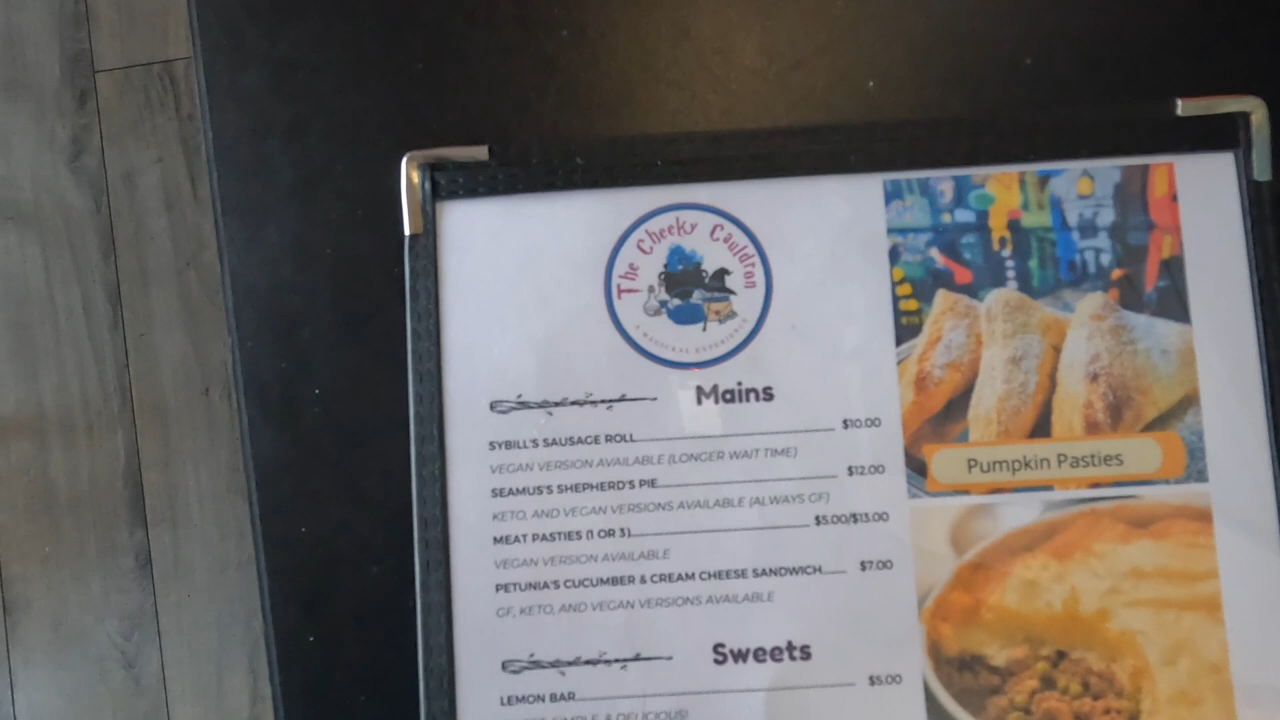 The Cheeky Cauldron
A MAGICKAL EXPERIENCE
Mains
SYBILL'S SAUSAGE ROLL $10.00
VEGAN VERSION AVAILABLE (LONGER WAIT TIME)
SEAMUS'S SHEPHERD'S PIE $12.00
KETO, AND VEGAN VERSIONS AVAILABLE (ALWAYS GF)
MEAT PASTIES (1 OR 3) $5.00/$13.00
VEGAN VERSION AVAILABLE
PETUNIA'S CUCUMBER & CREAM CHEESE SANDWICH $7.00
GF, KETO, AND VEGAN VERSIONS AVAILABLE
Sweets
LEMON BAR $5.00
SIMPLE, & DELICIOUS!
Pumpkin Pasties